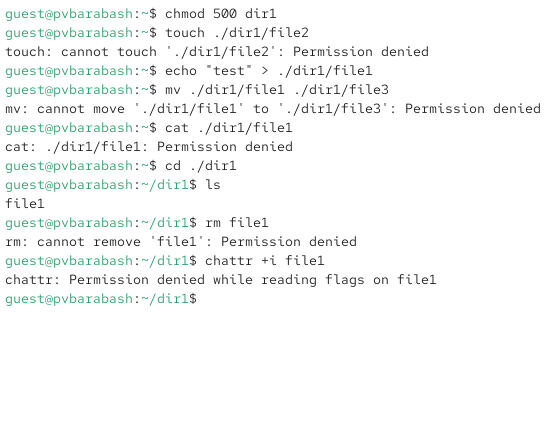 guest@pvbarabash:~$ chmod 500 dir1
guest@pvbarabash:~$ touch ./dir1/file2
touch: cannot touch './dir1/file2': Permission denied
guest@pvbarabash:~$ echo "test" > ./dir1/file1
guest@pvbarabash:~$ mv ./dir1/file1 ./dir1/file3
mv: cannot move './dir1/file1' to './dir1/file3': Permission denied
guest@pvbarabash:~$ cat ./dir1/file1
cat: ./dir1/file1: Permission denied
guest@pvbarabash:~$ cd ./dir1
guest@pvbarabash:~/dir1$ ls
file1
guest@pvbarabash:~/dir1$ rm file1
rm: cannot remove 'file1': Permission denied
guest@pvbarabash:~/dir1$ chattr +i file1
chattr: Permission denied while reading flags on file1
guest@pvbarabash:~/dir1$